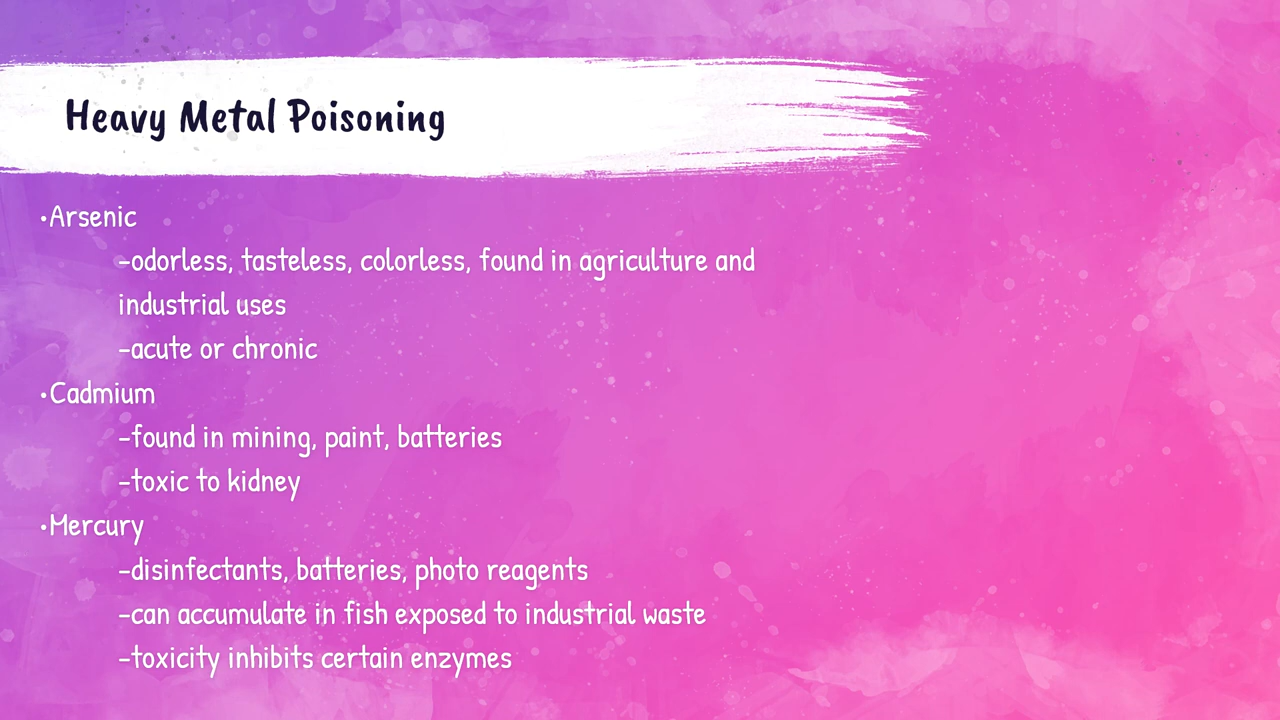 Heavy Metal Poisoning
•Arsenic
–odorless, tasteless, colorless, found in agriculture and
industrial uses
–acute or chronic
•Cadmium
–found in mining, paint, batteries
–toxic to kidney
•Mercury
–disinfectants, batteries, photo reagents
–can accumulate in fish exposed to industrial waste
–toxicity inhibits certain enzymes